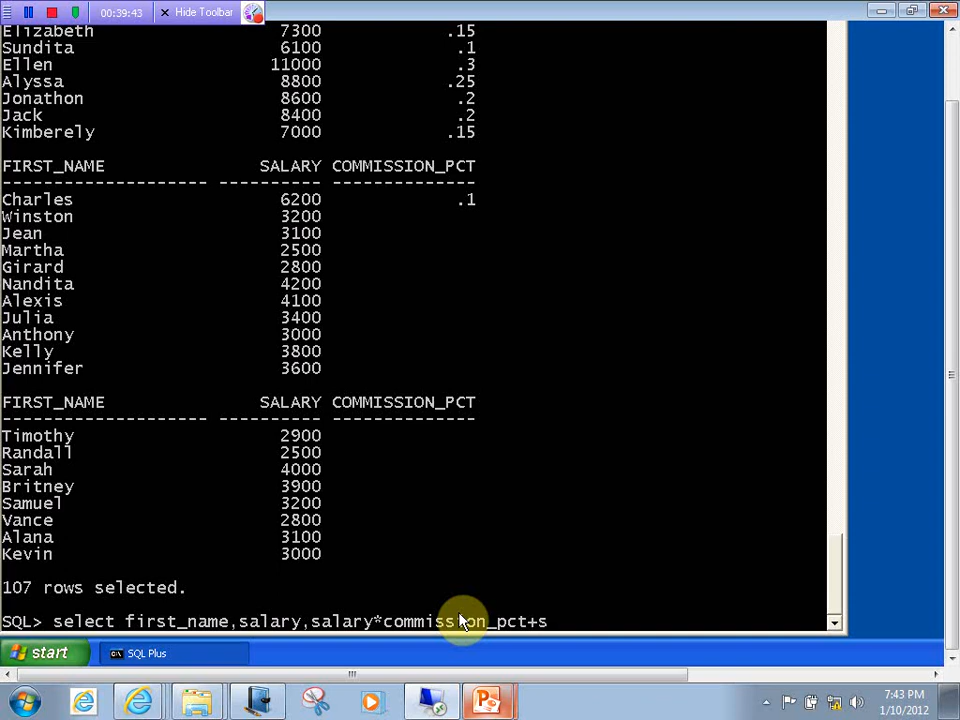 00:39:43 Hide Toolbar
Elizabeth 7300 .15
Sundita 6100 .1
Ellen 11000 .3
Alyssa 8800 .25
Jonathon 8600 .2
Jack 8400 .2
Kimberely 7000 .15
FIRST_NAME SALARY COMMISSION_PCT
-------------------- ---------- --------------
Charles 6200 .1
Winston 3200
Jean 3100
Martha 2500
Girard 2800
Nandita 4200
Alexis 4100
Julia 3400
Anthony 3000
Kelly 3800
Jennifer 3600
FIRST_NAME SALARY COMMISSION_PCT
-------------------- ---------- --------------
Timothy 2900
Randall 2500
Sarah 4000
Britney 3900
Samuel 3200
Vance 2800
Alana 3100
Kevin 3000
107 rows selected.
SQL> select first_name,salary,salary*commission_pct+s
start SQL Plus
7:43 PM
1/10/2012